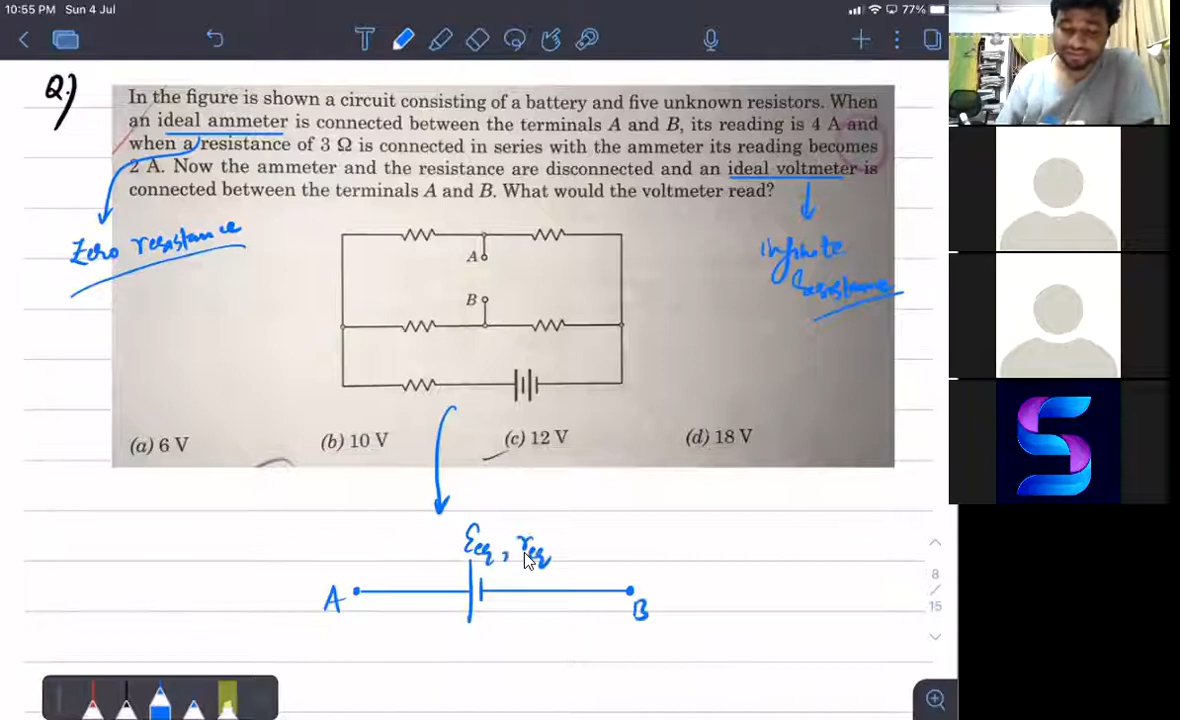 10:55 PM Sun 4 Jul
77%
Q)
In the figure is shown a circuit consisting of a battery and five unknown resistors. When
an ideal ammeter is connected between the terminals A and B, its reading is 4 A and
when a resistance of 3 Ω is connected in series with the ammeter its reading becomes
2 A. Now the ammeter and the resistance are disconnected and an ideal voltmeter is
connected between the terminals A and B. What would the voltmeter read?
Zero resistance
Infinite
Resistance
A
B
(a) 6 V (b) 10 V (c) 12 V (d) 18 V
Eeq, req
A
B
8
/
15